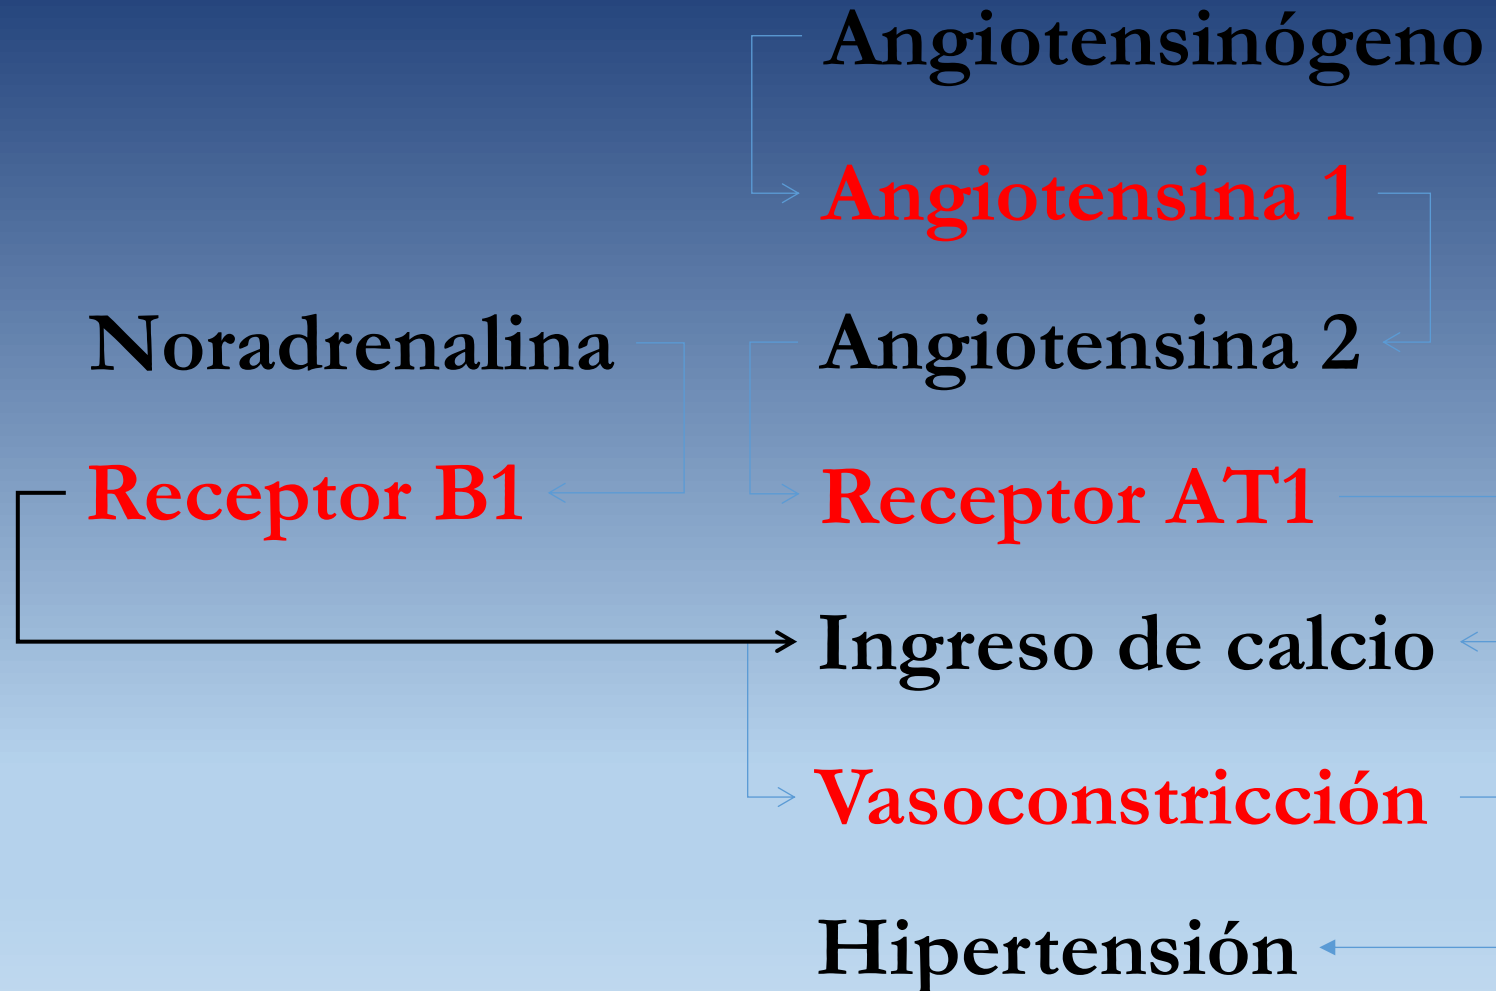 Angiotensinógeno
Angiotensina 1
Noradrenalina
Angiotensina 2
Receptor B1
Receptor AT1
Ingreso de calcio
Vasoconstricción
Hipertensión